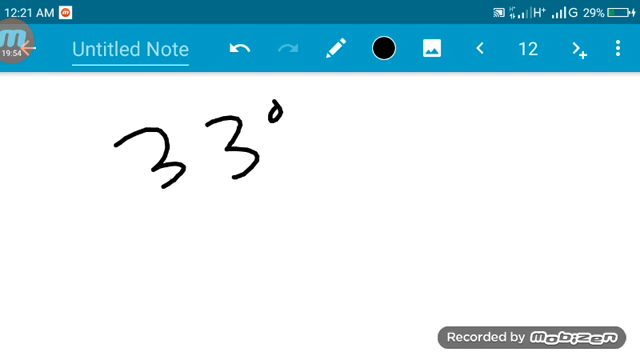 12:21 AM H+ G 29%
19:54
Untitled Note 12
33°
Recorded by
mobizen